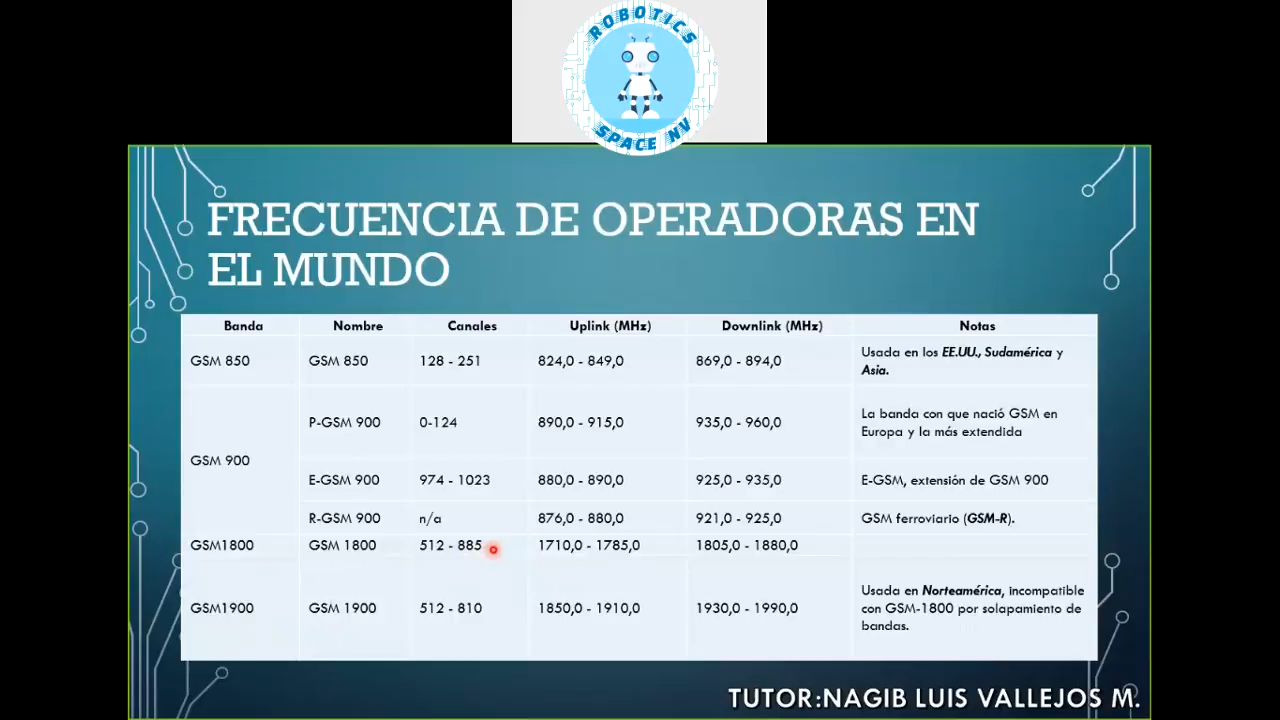 ROBOTICS
SPACE NV
FRECUENCIA DE OPERADORAS EN
EL MUNDO
Banda Nombre Canales Uplink (MHz) Downlink (MHz) Notas
GSM 850 GSM 850 128 - 251 824,0 - 849,0 869,0 - 894,0 Usada en los EE.UU., Sudamérica y
Asia.
GSM 900 P-GSM 900 0-124 890,0 - 915,0 935,0 - 960,0 La banda con que nació GSM en
Europa y la más extendida
E-GSM 900 974 - 1023 880,0 - 890,0 925,0 - 935,0 E-GSM, extensión de GSM 900
R-GSM 900 n/a 876,0 - 880,0 921,0 - 925,0 GSM ferroviario (GSM-R).
GSM1800 GSM 1800 512 - 885 1710,0 - 1785,0 1805,0 - 1880,0
GSM1900 GSM 1900 512 - 810 1850,0 - 1910,0 1930,0 - 1990,0 Usada en Norteamérica, incompatible
con GSM-1800 por solapamiento de
bandas.
TUTOR:NAGIB LUIS VALLEJOS M.